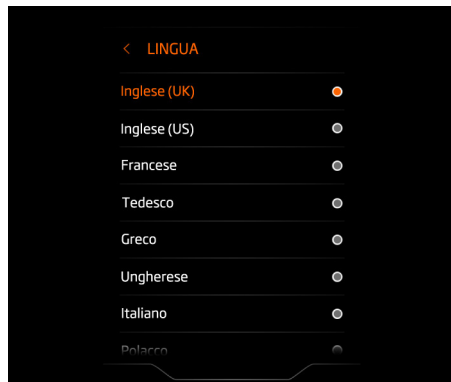 LINGUA
Inglese (UK)
Inglese (US)
Francese
Tedesco
Greco
Ungherese
Italiano
Polacco